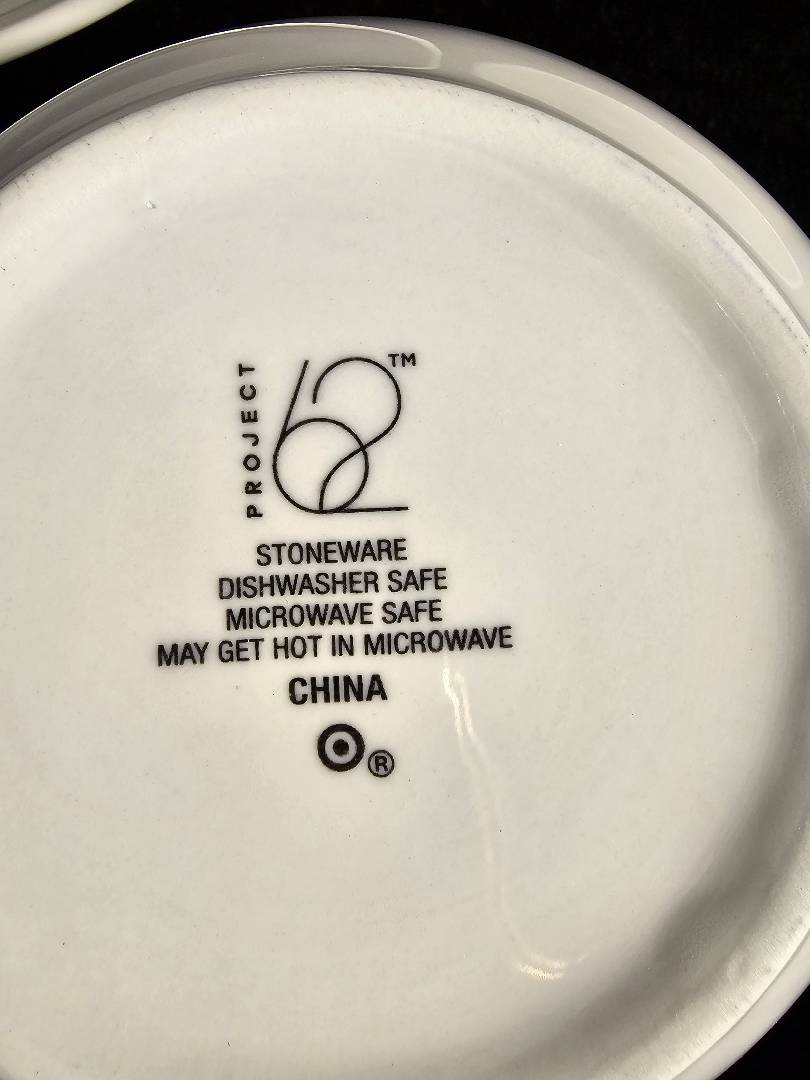 PROJECT
62™
STONEWARE
DISHWASHER SAFE
MICROWAVE SAFE
MAY GET HOT IN MICROWAVE
CHINA
®